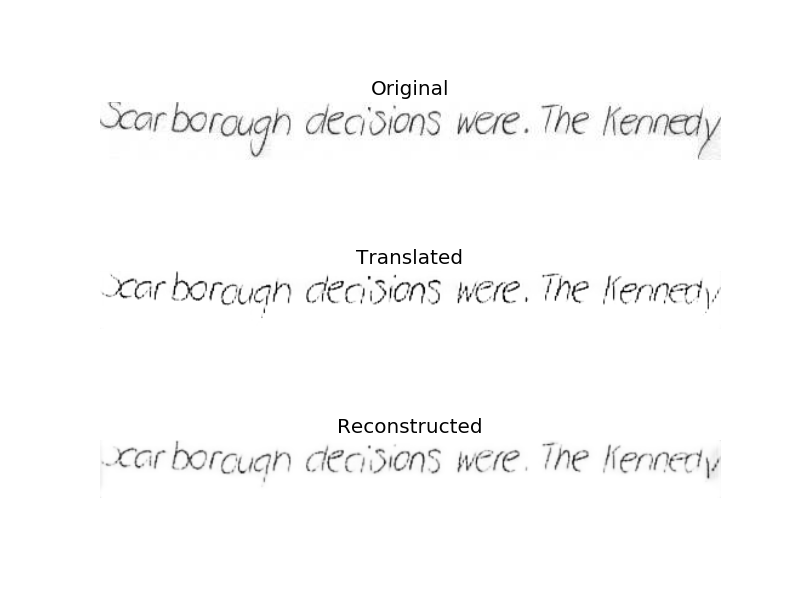 Original
Scarborough decisions were. The Kennedy
Translated
Scarborough decisions were. The Kennedy
Reconstructed
Scarborough decisions were. The Kennedy